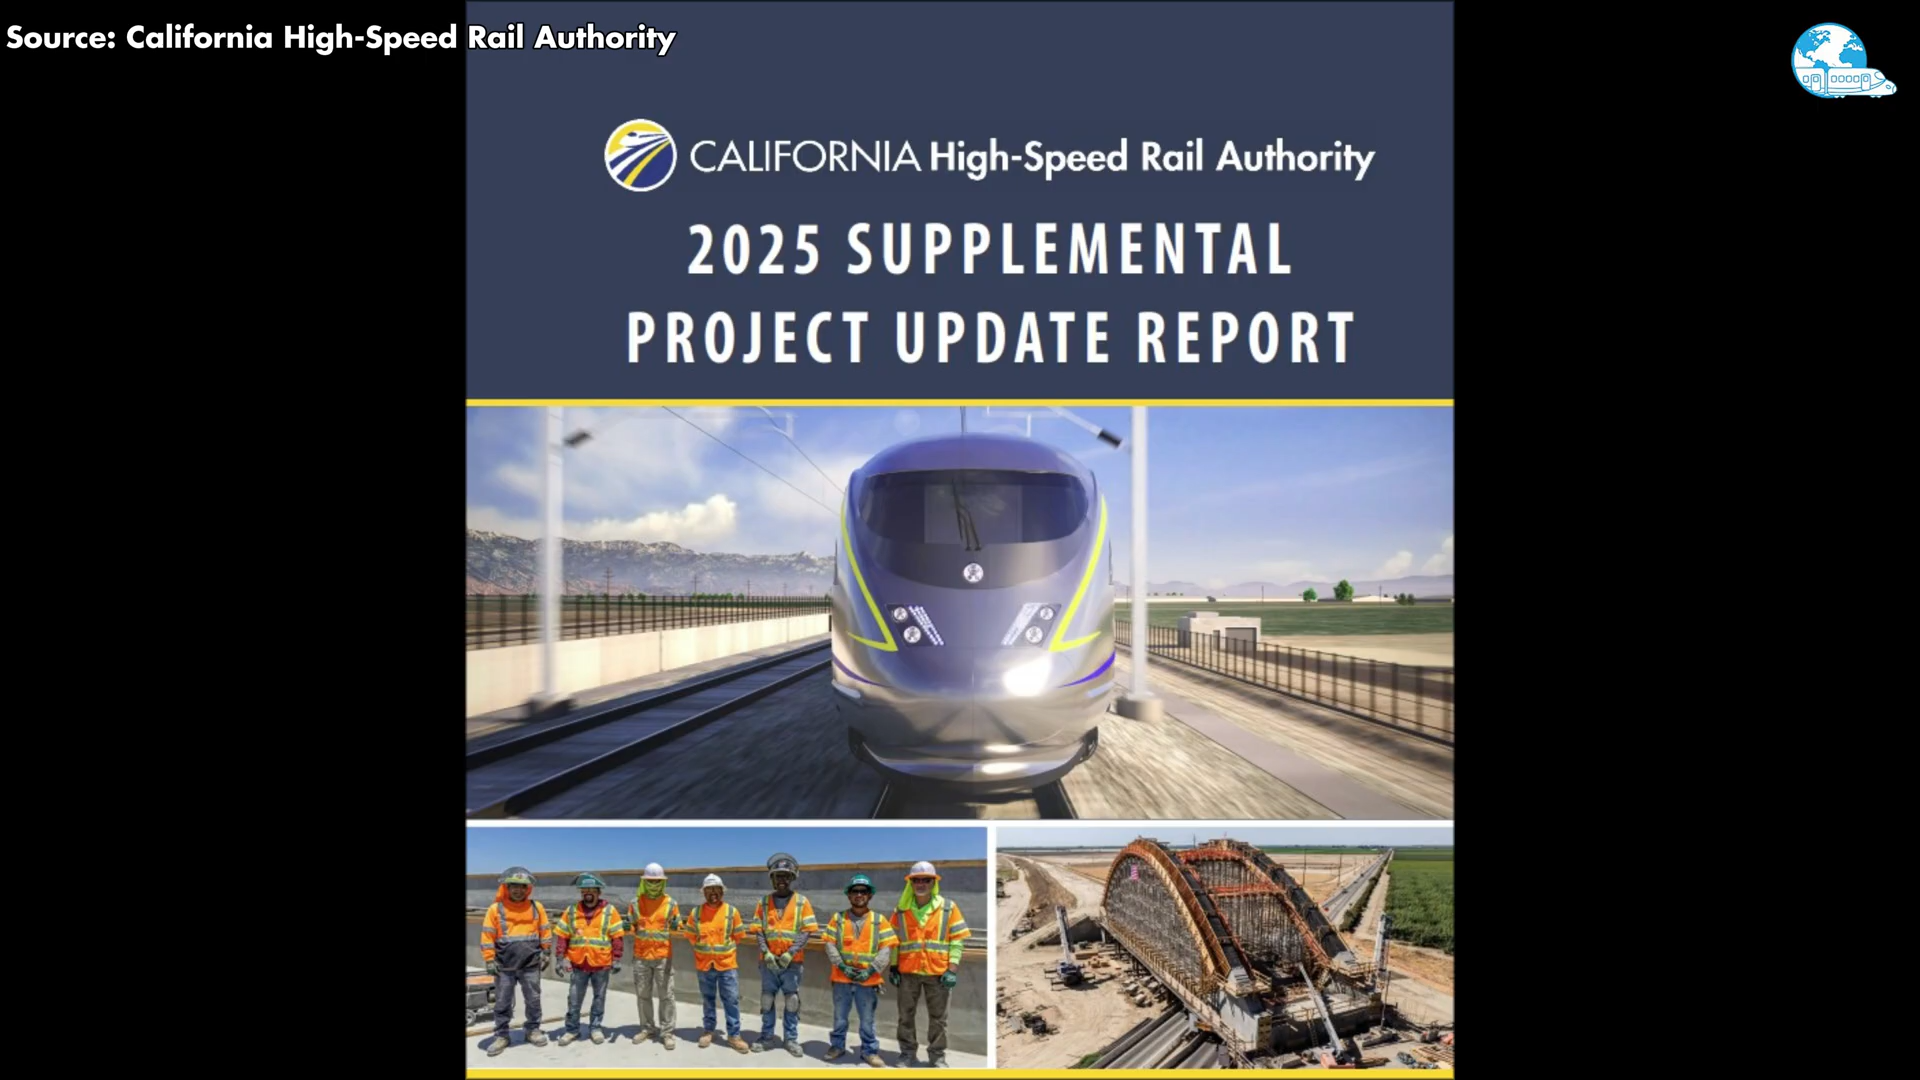 Source: California High-Speed Rail Authority
CALIFORNIA High-Speed Rail Authority
2025 SUPPLEMENTAL
PROJECT UPDATE REPORT